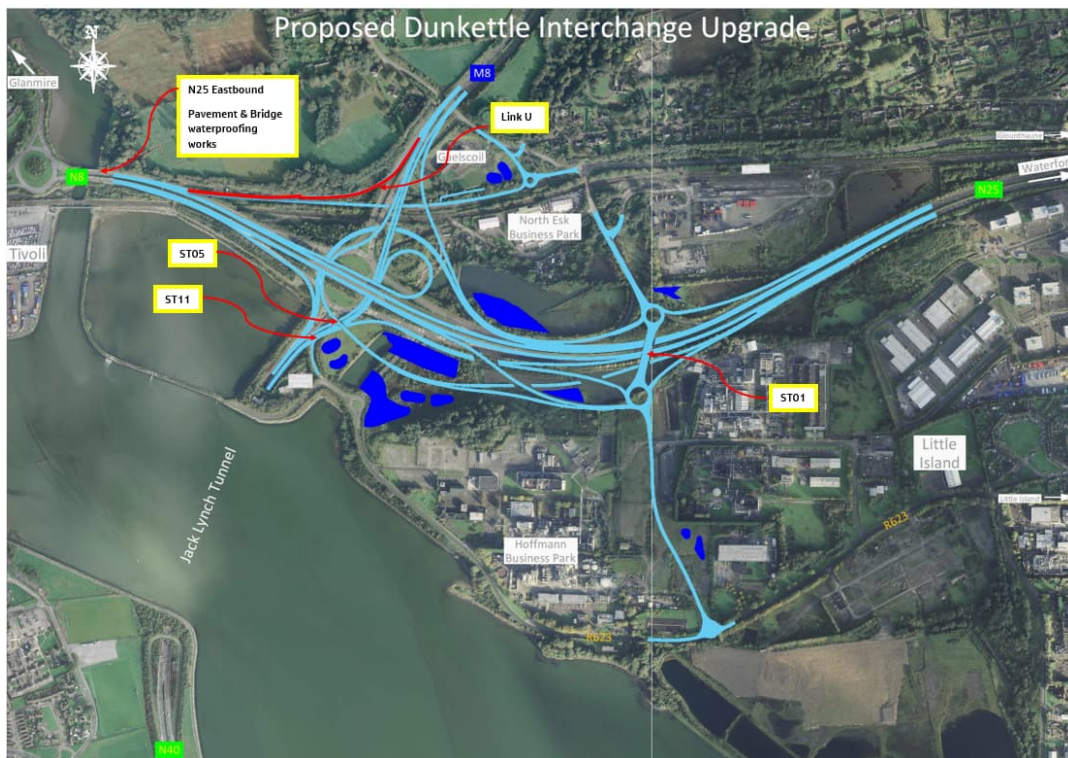 Proposed Dunkettle Interchange Upgrade
N
Glanmire
N25 Eastbound
Pavement & Bridge
waterproofing
works
M8
Link U
Gaelscoil
Glounthaune
Waterford
N8
N25
North Esk
Business Park
Tivoli
ST05
ST11
ST01
Little
Island
Little Island
Jack Lynch Tunnel
R623
Hoffmann
Business Park
R623
N40